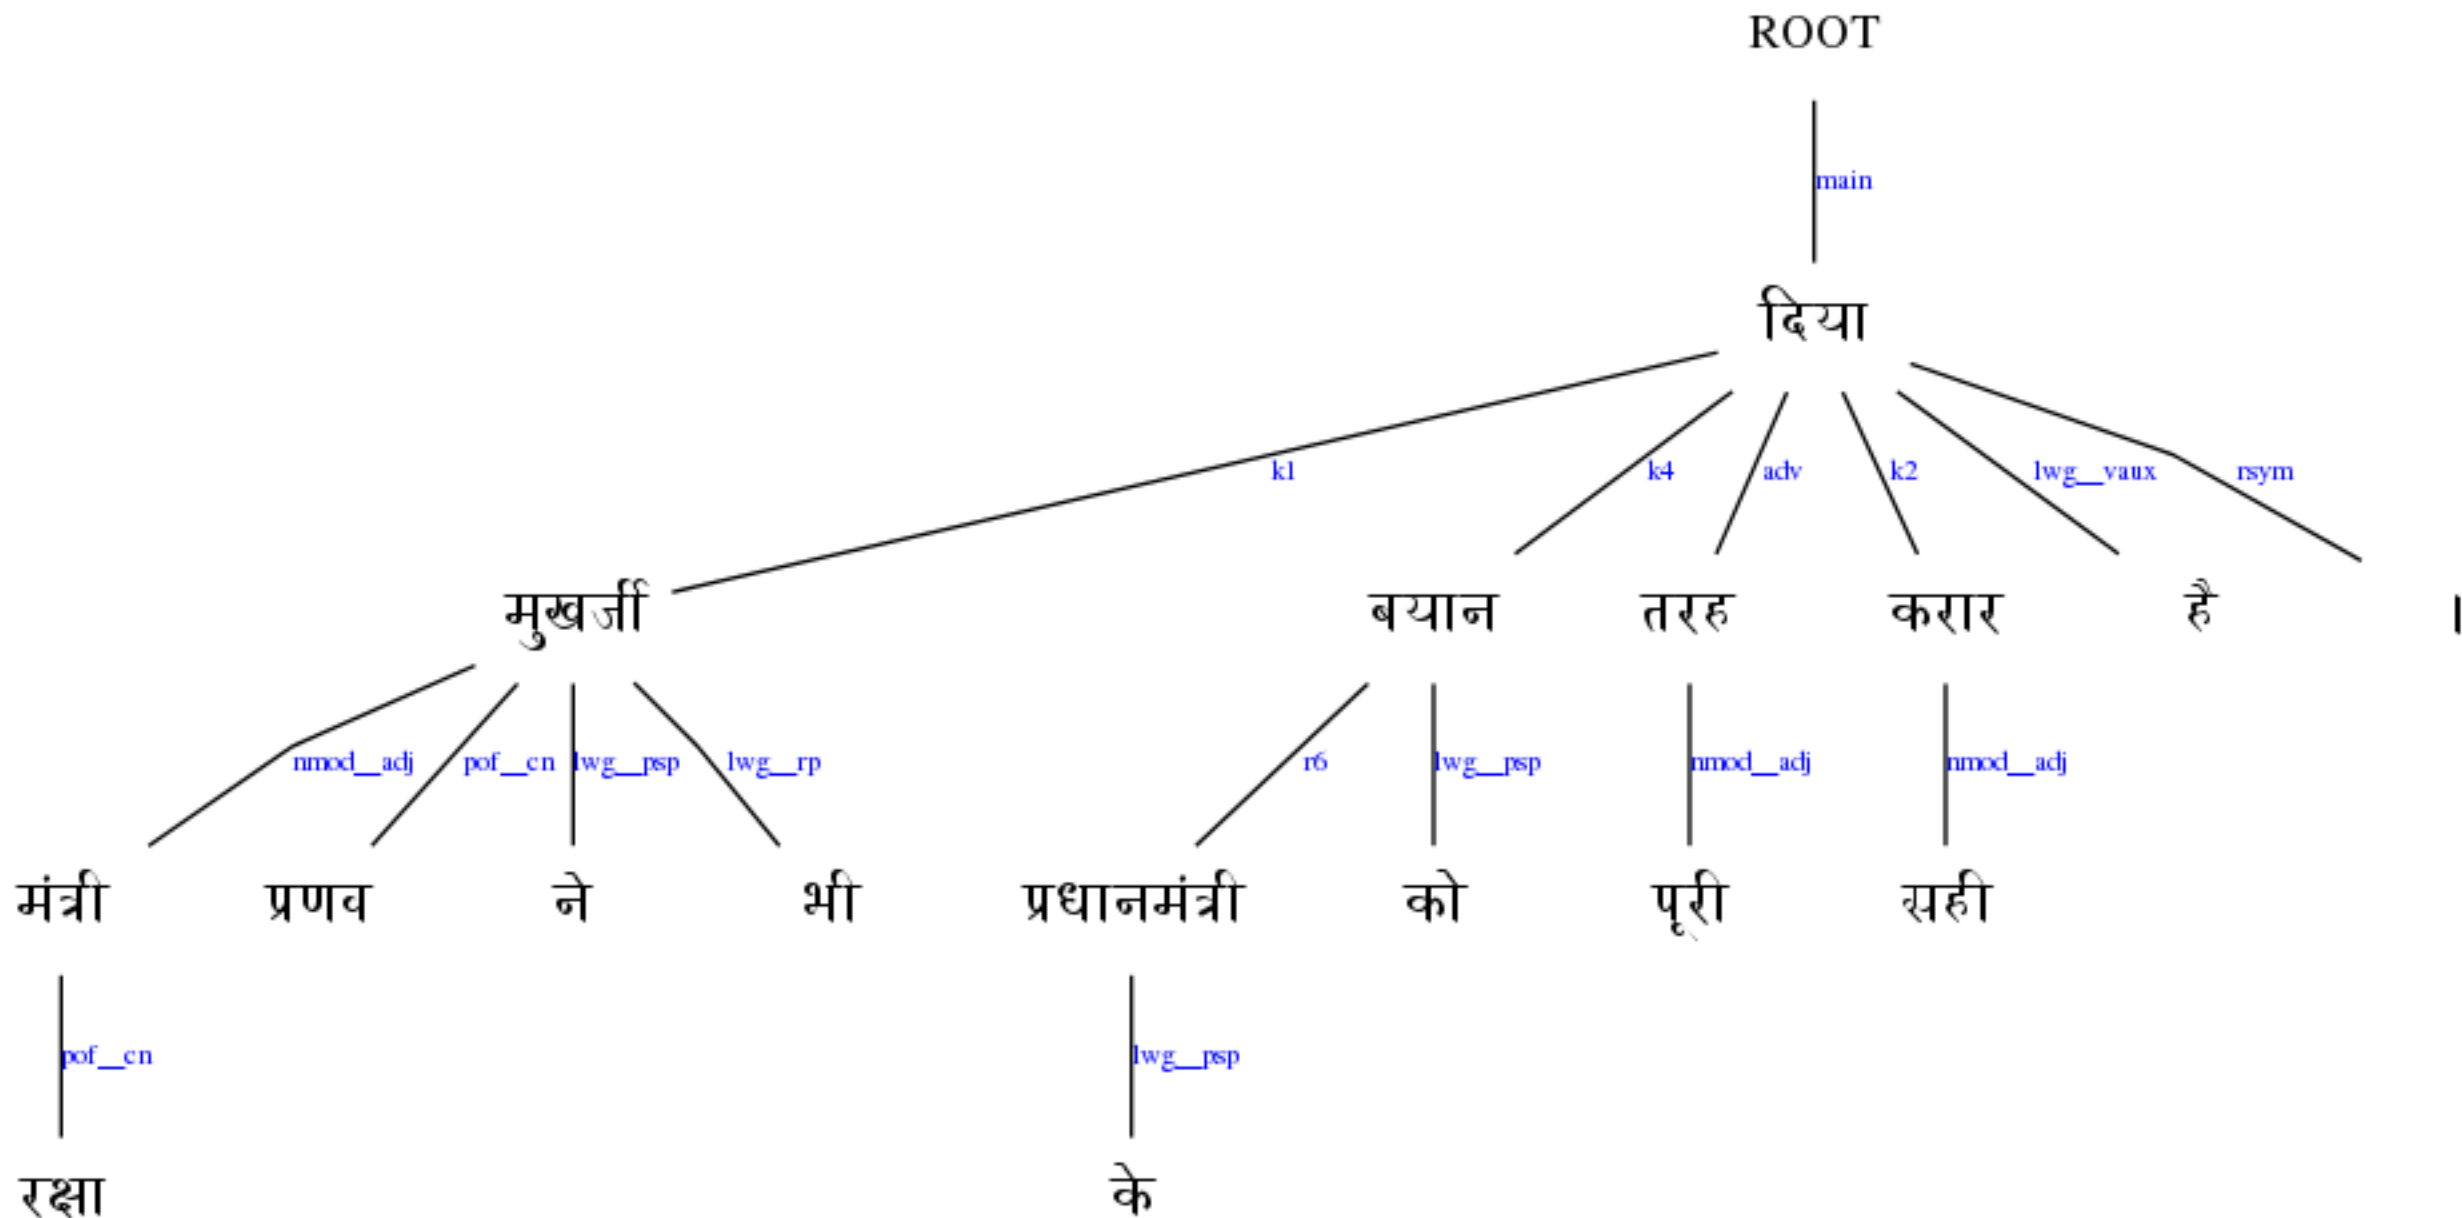 ROOT
main
दिया
k1 k4 adv k2 lwg__vaux rsym
मुखर्जी बयान तरह करार है ।
nmod__adj pof__cn lwg__psp lwg__rp r6 lwg__psp nmod__adj nmod__adj
मंत्री प्रणव ने भी प्रधानमंत्री को पूरी सही
pof__cn lwg__psp
रक्षा के